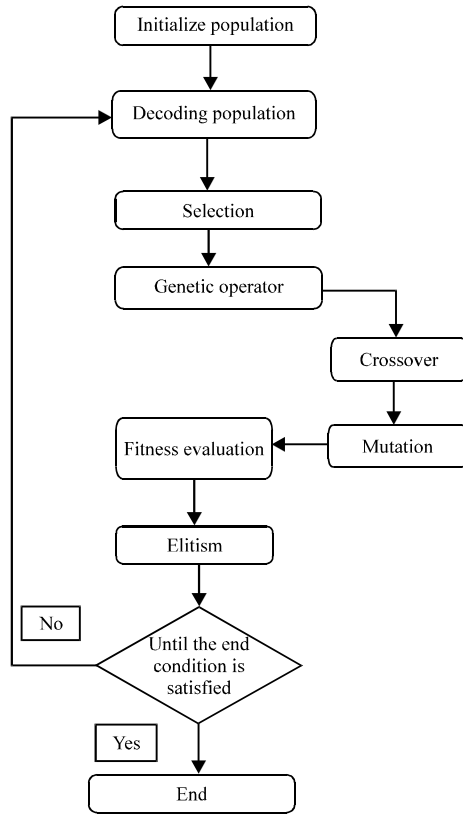 Initialize population
Decoding population
Selection
Genetic operator
Crossover
Mutation
Fitness evaluation
Elitism
No
Until the end
condition is
satisfied
Yes
End